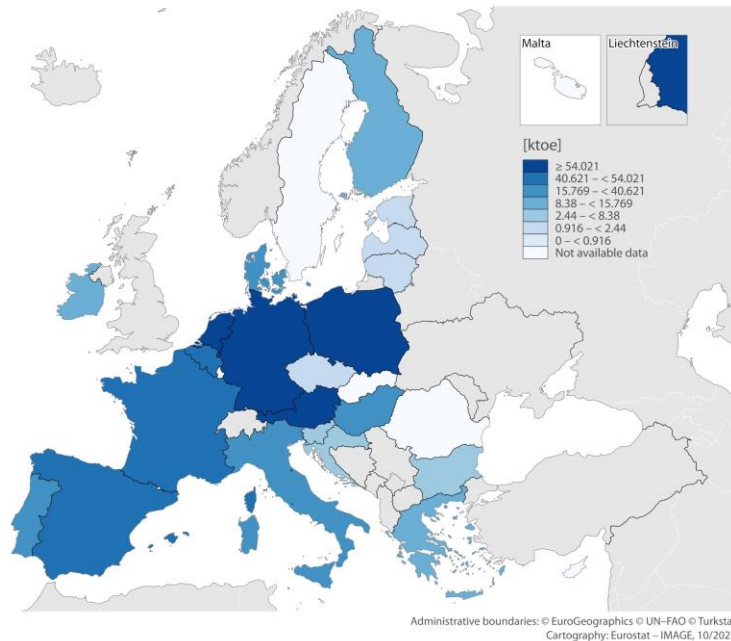 Malta
Liechtenstein
[ktoe]
≥ 54.021
40.621 – < 54.021
15.769 – < 40.621
8.38 – < 15.769
2.44 – < 8.38
0.916 – < 2.44
0 – < 0.916
Not available data
Administrative boundaries: © EuroGeographics © UN–FAO © Turksta
Cartography: Eurostat – IMAGE, 10/202